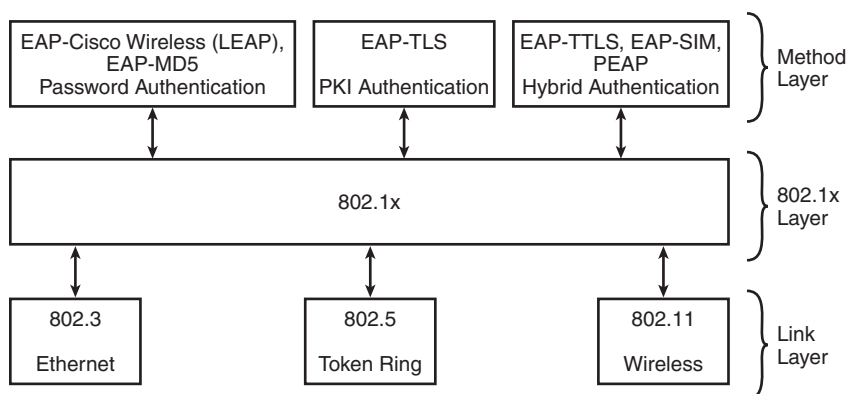 EAP-Cisco Wireless (LEAP),
EAP-MD5
Password Authentication
EAP-TLS
PKI Authentication
EAP-TTLS, EAP-SIM,
PEAP
Hybrid Authentication
Method
Layer
802.1x
802.1x
Layer
802.3
Ethernet
802.5
Token Ring
802.11
Wireless
Link
Layer